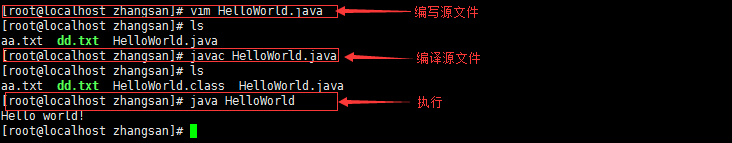 [root@localhost zhangsan]# vim HelloWorld.java 编写源文件
[root@localhost zhangsan]# ls
aa.txt dd.txt HelloWorld.java
[root@localhost zhangsan]# javac HelloWorld.java 编译源文件
[root@localhost zhangsan]# ls
aa.txt dd.txt HelloWorld.class HelloWorld.java
[root@localhost zhangsan]# java HelloWorld 执行
Hello world!
[root@localhost zhangsan]#